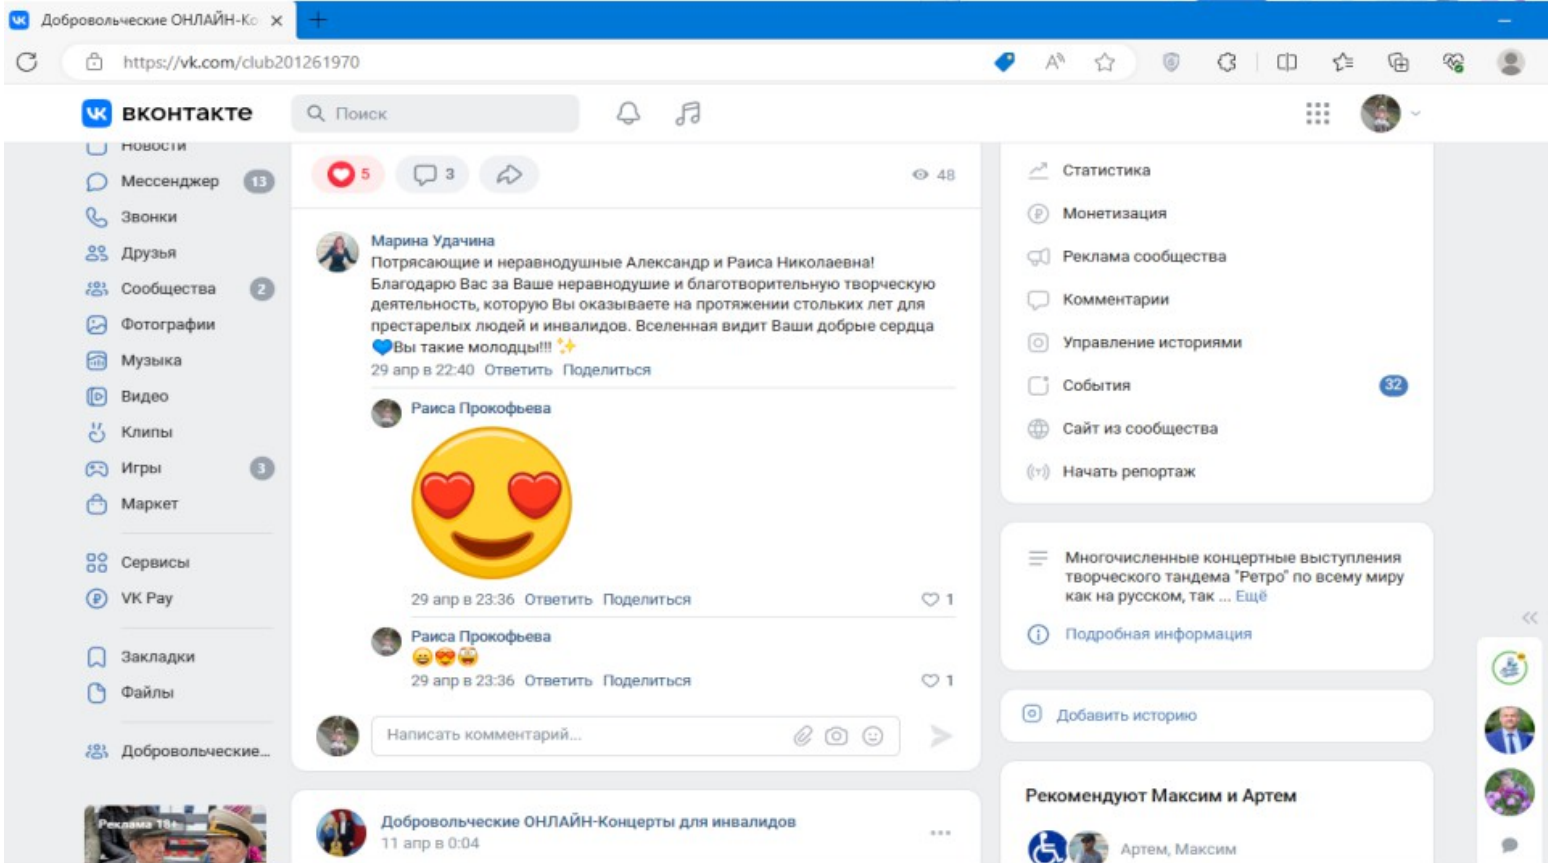 Добровольческие ОНЛАЙН-Ко
https://vk.com/club201261970
вконтакте
Поиск
Новости
Мессенджер 13
Звонки
Друзья
Сообщества 2
Фотографии
Музыка
Видео
Клипы
Игры 3
Маркет
Сервисы
VK Pay
Закладки
Файлы
Добровольческие...
Реклама 18+
5 3 48
Марина Удачина
Потрясающие и неравнодушные Александр и Раиса Николаевна!
Благодарю Вас за Ваше неравнодушие и благотворительную творческую
деятельность, которую Вы оказываете на протяжении стольких лет для
престарелых людей и инвалидов. Вселенная видит Ваши добрые сердца
💙Вы такие молодцы!!! ✨
29 апр в 22:40 Ответить Поделиться
Раиса Прокофьева
29 апр в 23:36 Ответить Поделиться 1
Раиса Прокофьева
29 апр в 23:36 Ответить Поделиться 1
Написать комментарий...
Добровольческие ОНЛАЙН-Концерты для инвалидов
11 апр в 0:04
Статистика
Монетизация
Реклама сообщества
Комментарии
Управление историями
События 32
Сайт из сообщества
Начать репортаж
Многочисленные концертные выступления
творческого тандема "Ретро" по всему миру
как на русском, так ... Ещё
Подробная информация
Добавить историю
Рекомендуют Максим и Артем
Артем, Максим